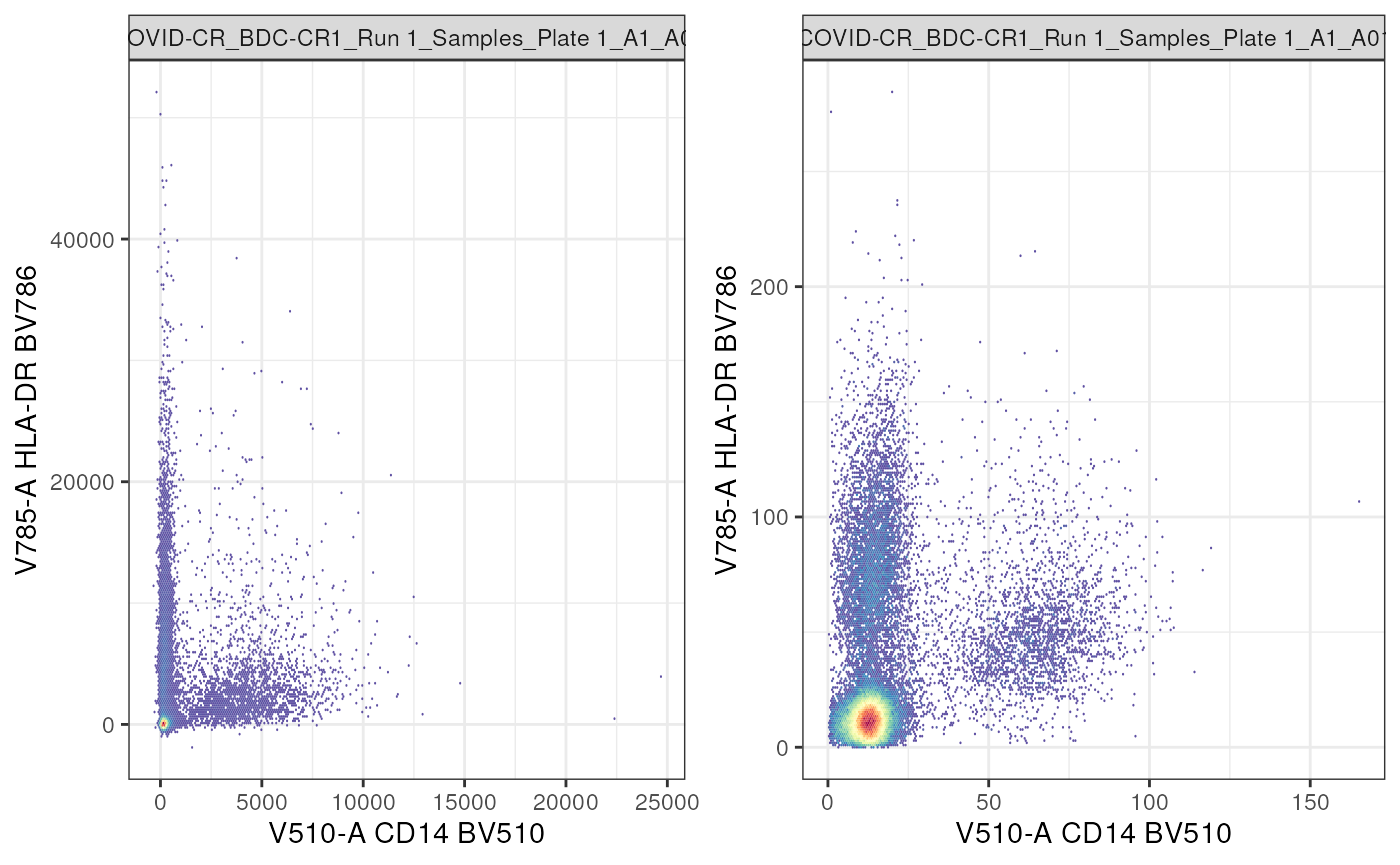 OVID-CR_BDC-CR1_Run 1_Samples_Plate 1_A1_A0
V785-A HLA-DR BV786
40000
20000
0
0 5000 10000 15000 20000 25000
V510-A CD14 BV510
COVID-CR_BDC-CR1_Run 1_Samples_Plate 1_A1_A01
V785-A HLA-DR BV786
200
100
0
0 50 100 150
V510-A CD14 BV510